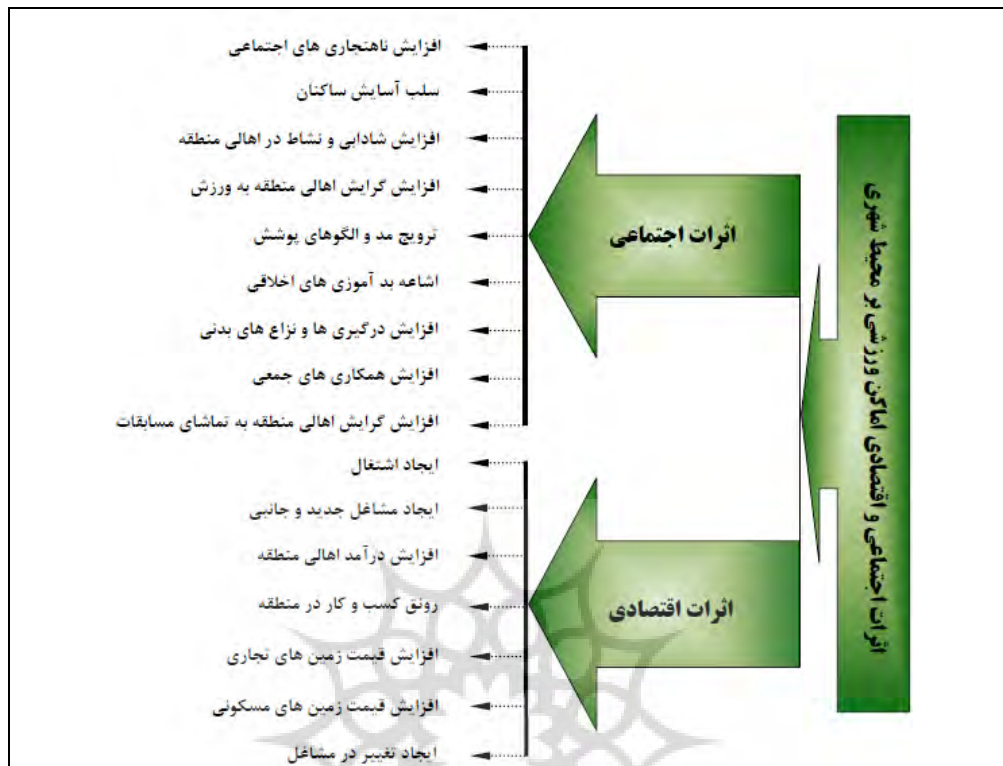 اثرات اجتماعی و اقتصادی اماکن ورزشی بر محیط شهری
اثرات اجتماعی
افزایش ناهنجاری های اجتماعی
سلب آسایش ساکنان
افزایش شادابی و نشاط در اهالی منطقه
افزایش گرایش اهالی منطقه به ورزش
ترویج مد و الگوهای پوشش
اشاعه بد آموزی های اخلاقی
افزایش درگیری ها و نزاع های بدنی
افزایش همکاری های جمعی
افزایش گرایش اهالی منطقه به تماشای مسابقات
اثرات اقتصادی
ایجاد اشتغال
ایجاد مشاغل جدید و جانبی
افزایش درآمد اهالی منطقه
رونق کسب و کار در منطقه
افزایش قیمت زمین های تجاری
افزایش قیمت زمین های مسکونی
ایجاد تغییر در مشاغل